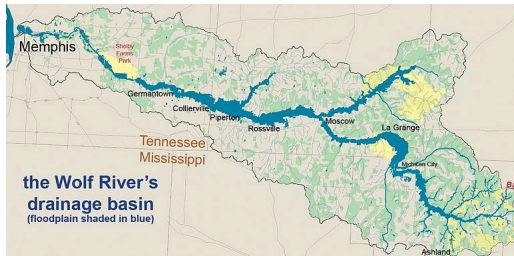 Memphis
Shelby
Farms
Park
Germantown
Collierville
Piperton
Rossville
Moscow
La Grange
Michigan City
Tennessee
Mississippi
the Wolf River's
drainage basin
(floodplain shaded in blue)
Ashland
Ba